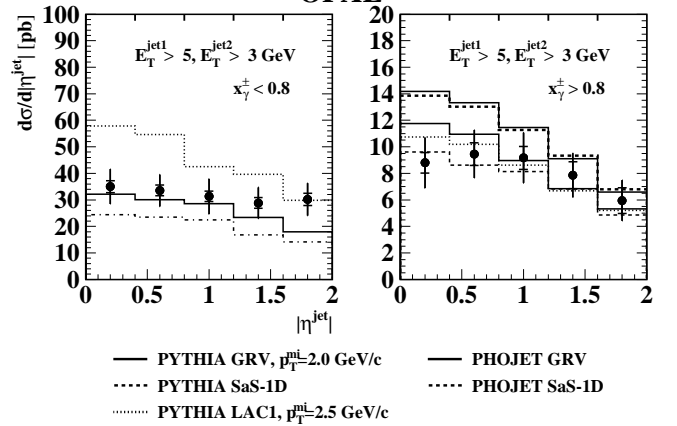 OPAL
E_T^jet1 > 5, E_T^jet2 > 3 GeV
x_γ^± < 0.8
dσ/d|η^jet| [pb]
100
90
80
70
60
50
40
30
20
10
0
0 0.5 1 1.5 2
|η^jet|
E_T^jet1 > 5, E_T^jet2 > 3 GeV
x_γ^± > 0.8
20
18
16
14
12
10
8
6
4
2
0
0 0.5 1 1.5 2
PYTHIA GRV, p_T^mi=2.0 GeV/c
PYTHIA SaS-1D
PYTHIA LAC1, p_T^mi=2.5 GeV/c
PHOJET GRV
PHOJET SaS-1D